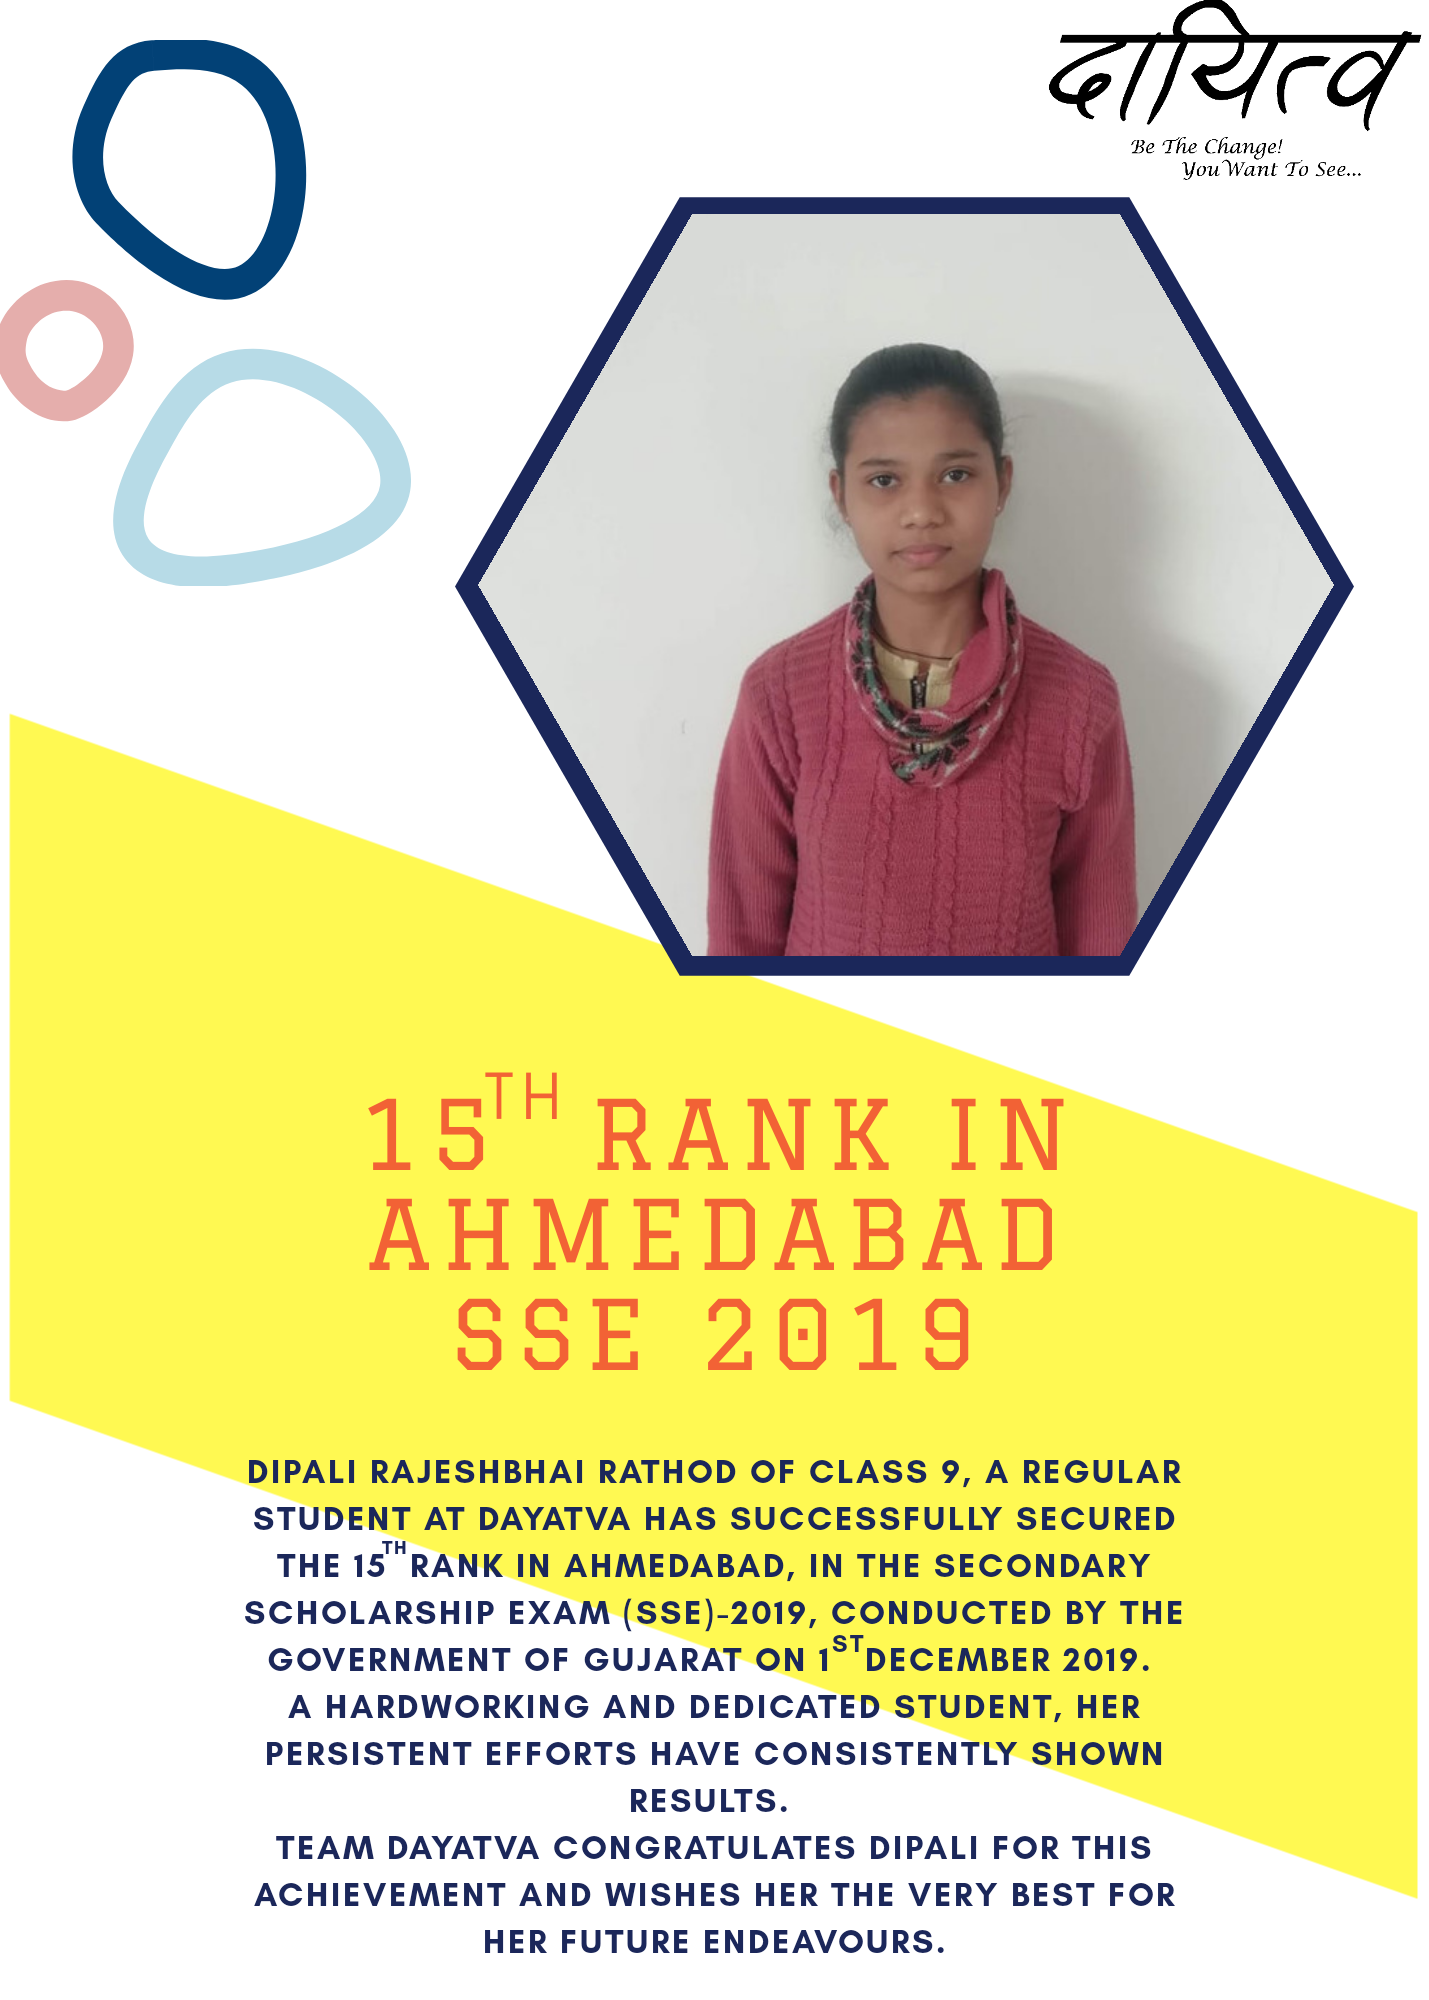 दायित्व
Be The Change!
You Want To See...
15TH RANK IN
AHMEDABAD
SSE 2019
DIPALI RAJESHBHAI RATHOD OF CLASS 9, A REGULAR
STUDENT AT DAYATVA HAS SUCCESSFULLY SECURED
THE 15TH RANK IN AHMEDABAD, IN THE SECONDARY
SCHOLARSHIP EXAM (SSE)-2019, CONDUCTED BY THE
GOVERNMENT OF GUJARAT ON 1ST DECEMBER 2019.
A HARDWORKING AND DEDICATED STUDENT, HER
PERSISTENT EFFORTS HAVE CONSISTENTLY SHOWN
RESULTS.
TEAM DAYATVA CONGRATULATES DIPALI FOR THIS
ACHIEVEMENT AND WISHES HER THE VERY BEST FOR
HER FUTURE ENDEAVOURS.